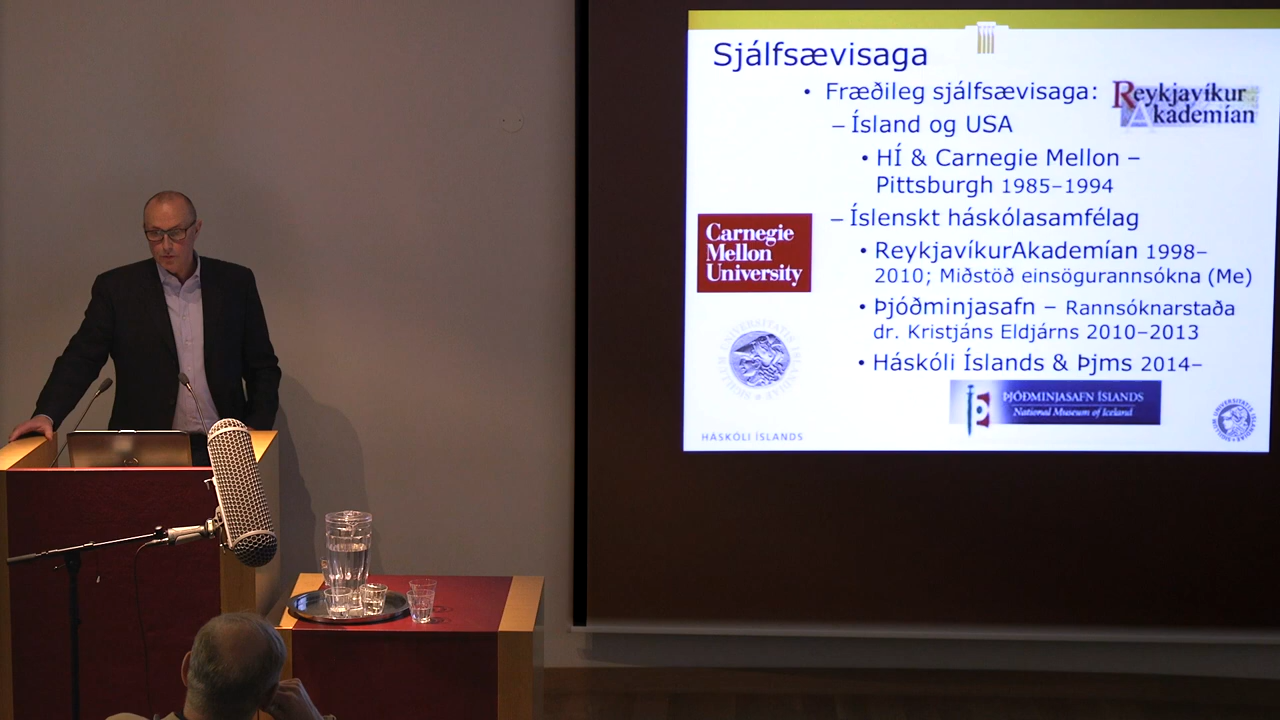 Sjálfsævisaga
• Fræðileg sjálfsævisaga:
Reykjavíkur
Akademían
– Ísland og USA
• HÍ & Carnegie Mellon –
Pittsburgh 1985–1994
– Íslenskt háskólasamfélag
Carnegie
Mellon
University
• ReykjavíkurAkademían 1998–
2010; Miðstöð einsögurannsókna (Me)
• Þjóðminjasafn – Rannsóknarstaða
dr. Kristjáns Eldjárns 2010–2013
• Háskóli Íslands & Þjms 2014–
ÞJÓÐMINJASAFN ÍSLANDS
National Museum of Iceland
HÁSKÓLI ÍSLANDS